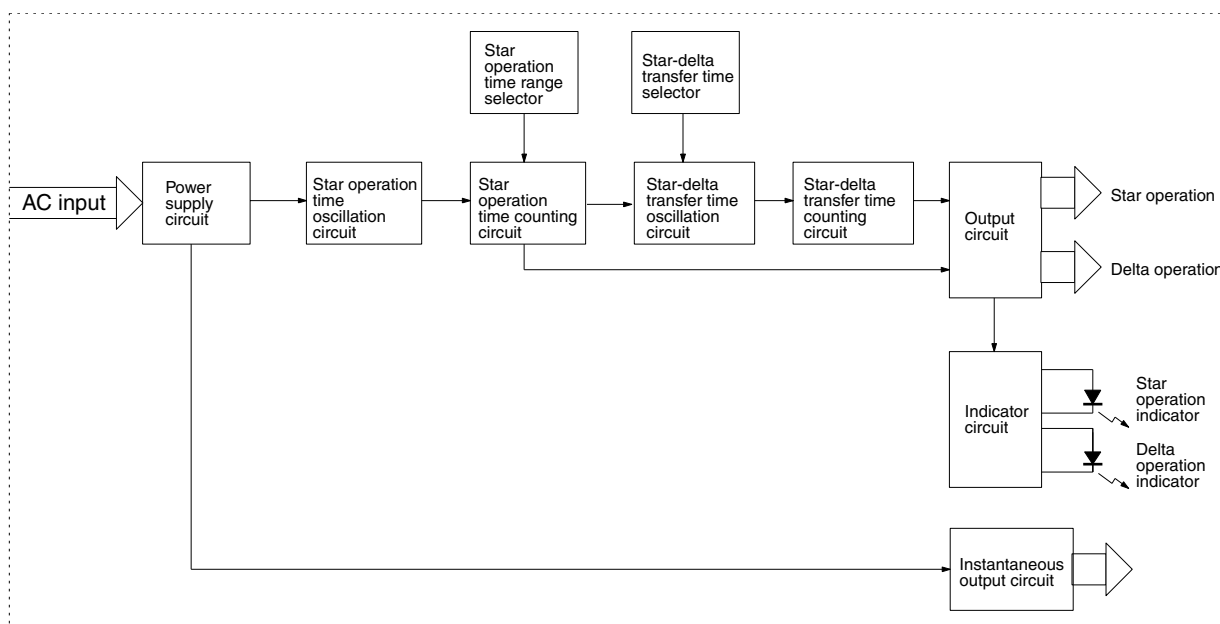 Star
operation
time range
selector
Star-delta
transfer time
selector
AC input
Power
supply
circuit
Star operation
time
oscillation
circuit
Star
operation
time counting
circuit
Star-delta
transfer time
oscillation
circuit
Star-delta
transfer time
counting
circuit
Output
circuit
Star operation
Delta operation
Indicator
circuit
Star
operation
indicator
Delta
operation
indicator
Instantaneous
output circuit